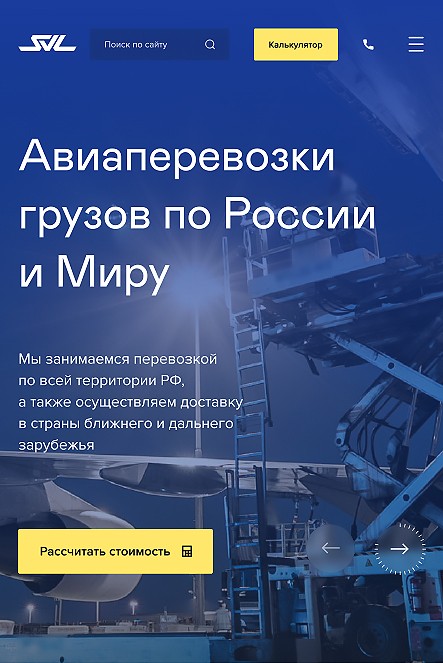 SVL
Поиск по сайту
Калькулятор
Авиаперевозки
грузов по России
и Миру
Мы занимаемся перевозкой
по всей территории РФ,
а также осуществляем доставку
в страны ближнего и дальнего
зарубежья
Рассчитать стоимость